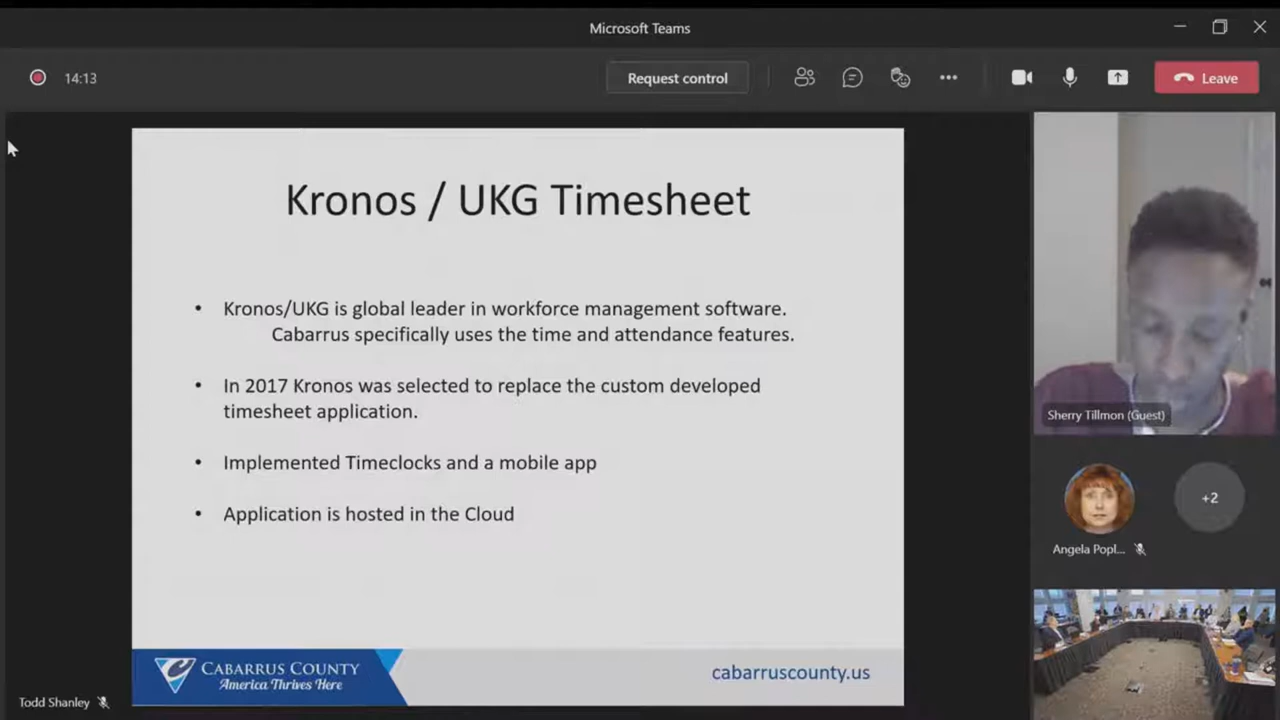 Microsoft Teams
14:13
Request control
Leave
Kronos / UKG Timesheet
• Kronos/UKG is global leader in workforce management software.
Cabarrus specifically uses the time and attendance features.
• In 2017 Kronos was selected to replace the custom developed
timesheet application.
• Implemented Timeclocks and a mobile app
• Application is hosted in the Cloud
CABARRUS COUNTY
America Thrives Here
cabarruscounty.us
Sherry Tillmon (Guest)
+2
Angela Popl...
Todd Shanley